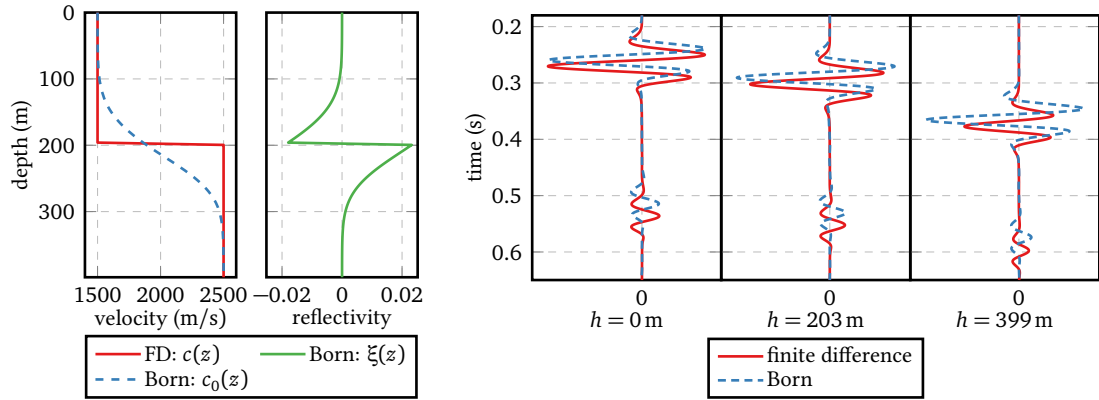 0
100
200
300
depth (m)
1500 2000 2500
velocity (m/s)
−0.02 0 0.02
reflectivity
FD: c(z)
Born: ξ(z)
Born: c₀(z)
0.2
0.3
0.4
0.5
0.6
time (s)
0 0 0
h = 0 m h = 203 m h = 399 m
finite difference
Born